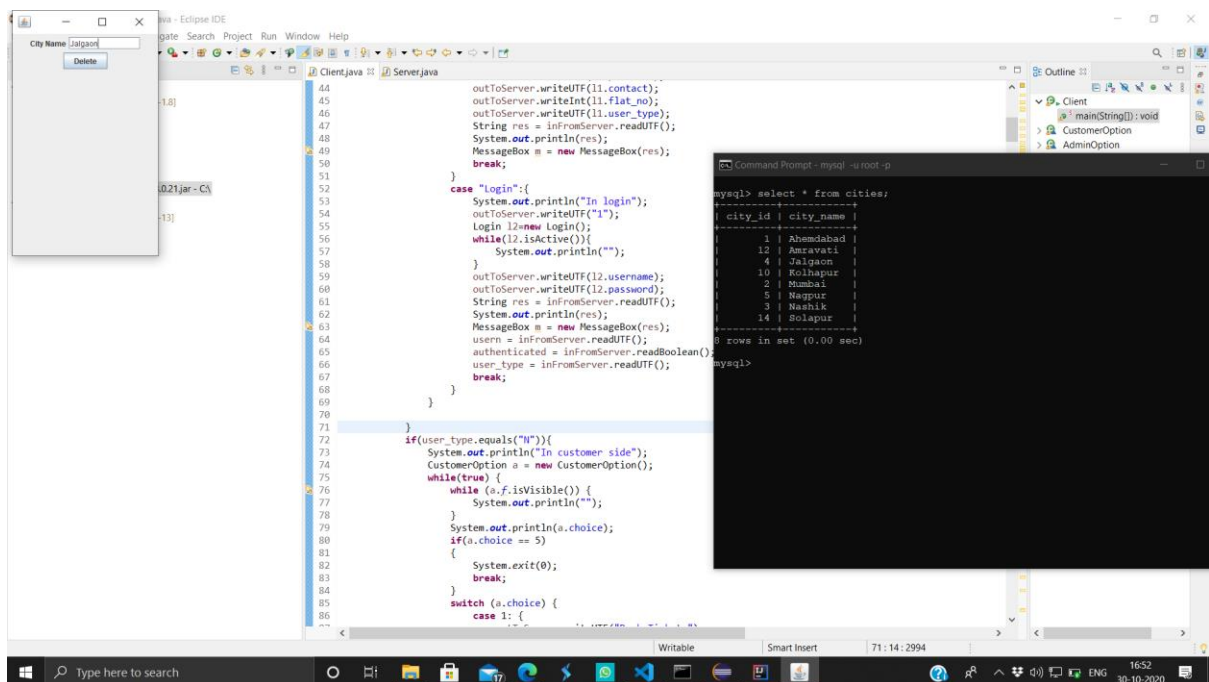 ava - Eclipse IDE
gate Search Project Run Window Help
City Name Jalgaon
Delete
-1.8]
.0.21.jar - C:\
-13]
Client.java Server.java
44 outToServer.writeUTF(l1.contact);
45 outToServer.writeInt(l1.flat_no);
46 outToServer.writeUTF(l1.user_type);
47 String res = inFromServer.readUTF();
48 System.out.println(res);
49 MessageBox m = new MessageBox(res);
50 break;
51 }
52 case "Login":{
53 System.out.println("In login");
54 outToServer.writeUTF("1");
55 Login l2=new Login();
56 while(l2.isActive()){
57 System.out.println("");
58 }
59 outToServer.writeUTF(l2.username);
60 outToServer.writeUTF(l2.password);
61 String res = inFromServer.readUTF();
62 System.out.println(res);
63 MessageBox m = new MessageBox(res);
64 usern = inFromServer.readUTF();
65 authenticated = inFromServer.readBoolean();
66 user_type = inFromServer.readUTF();
67 break;
68 }
69 }
70
71 }
72 if(user_type.equals("N")){
73 System.out.println("In customer side");
74 CustomerOption a = new CustomerOption();
75 while(true) {
76 while (a.f.isVisible()) {
77 System.out.println("");
78 }
79 System.out.println(a.choice);
80 if(a.choice == 5)
81 {
82 System.exit(0);
83 break;
84 }
85 switch (a.choice) {
86 case 1: {
Outline
Client
main(String[]) : void
CustomerOption
AdminOption
Command Prompt - mysql -u root -p
mysql> select * from cities;
+---------+-----------+
| city_id | city_name |
+---------+-----------+
| 1 | Ahemdabad |
| 12 | Amravati |
| 4 | Jalgaon |
| 10 | Kolhapur |
| 2 | Mumbai |
| 5 | Nagpur |
| 3 | Nashik |
| 14 | Solapur |
+---------+-----------+
8 rows in set (0.00 sec)
mysql>
Writable Smart Insert 71 : 14 : 2994
Type here to search
17
ENG
16:52
30-10-2020